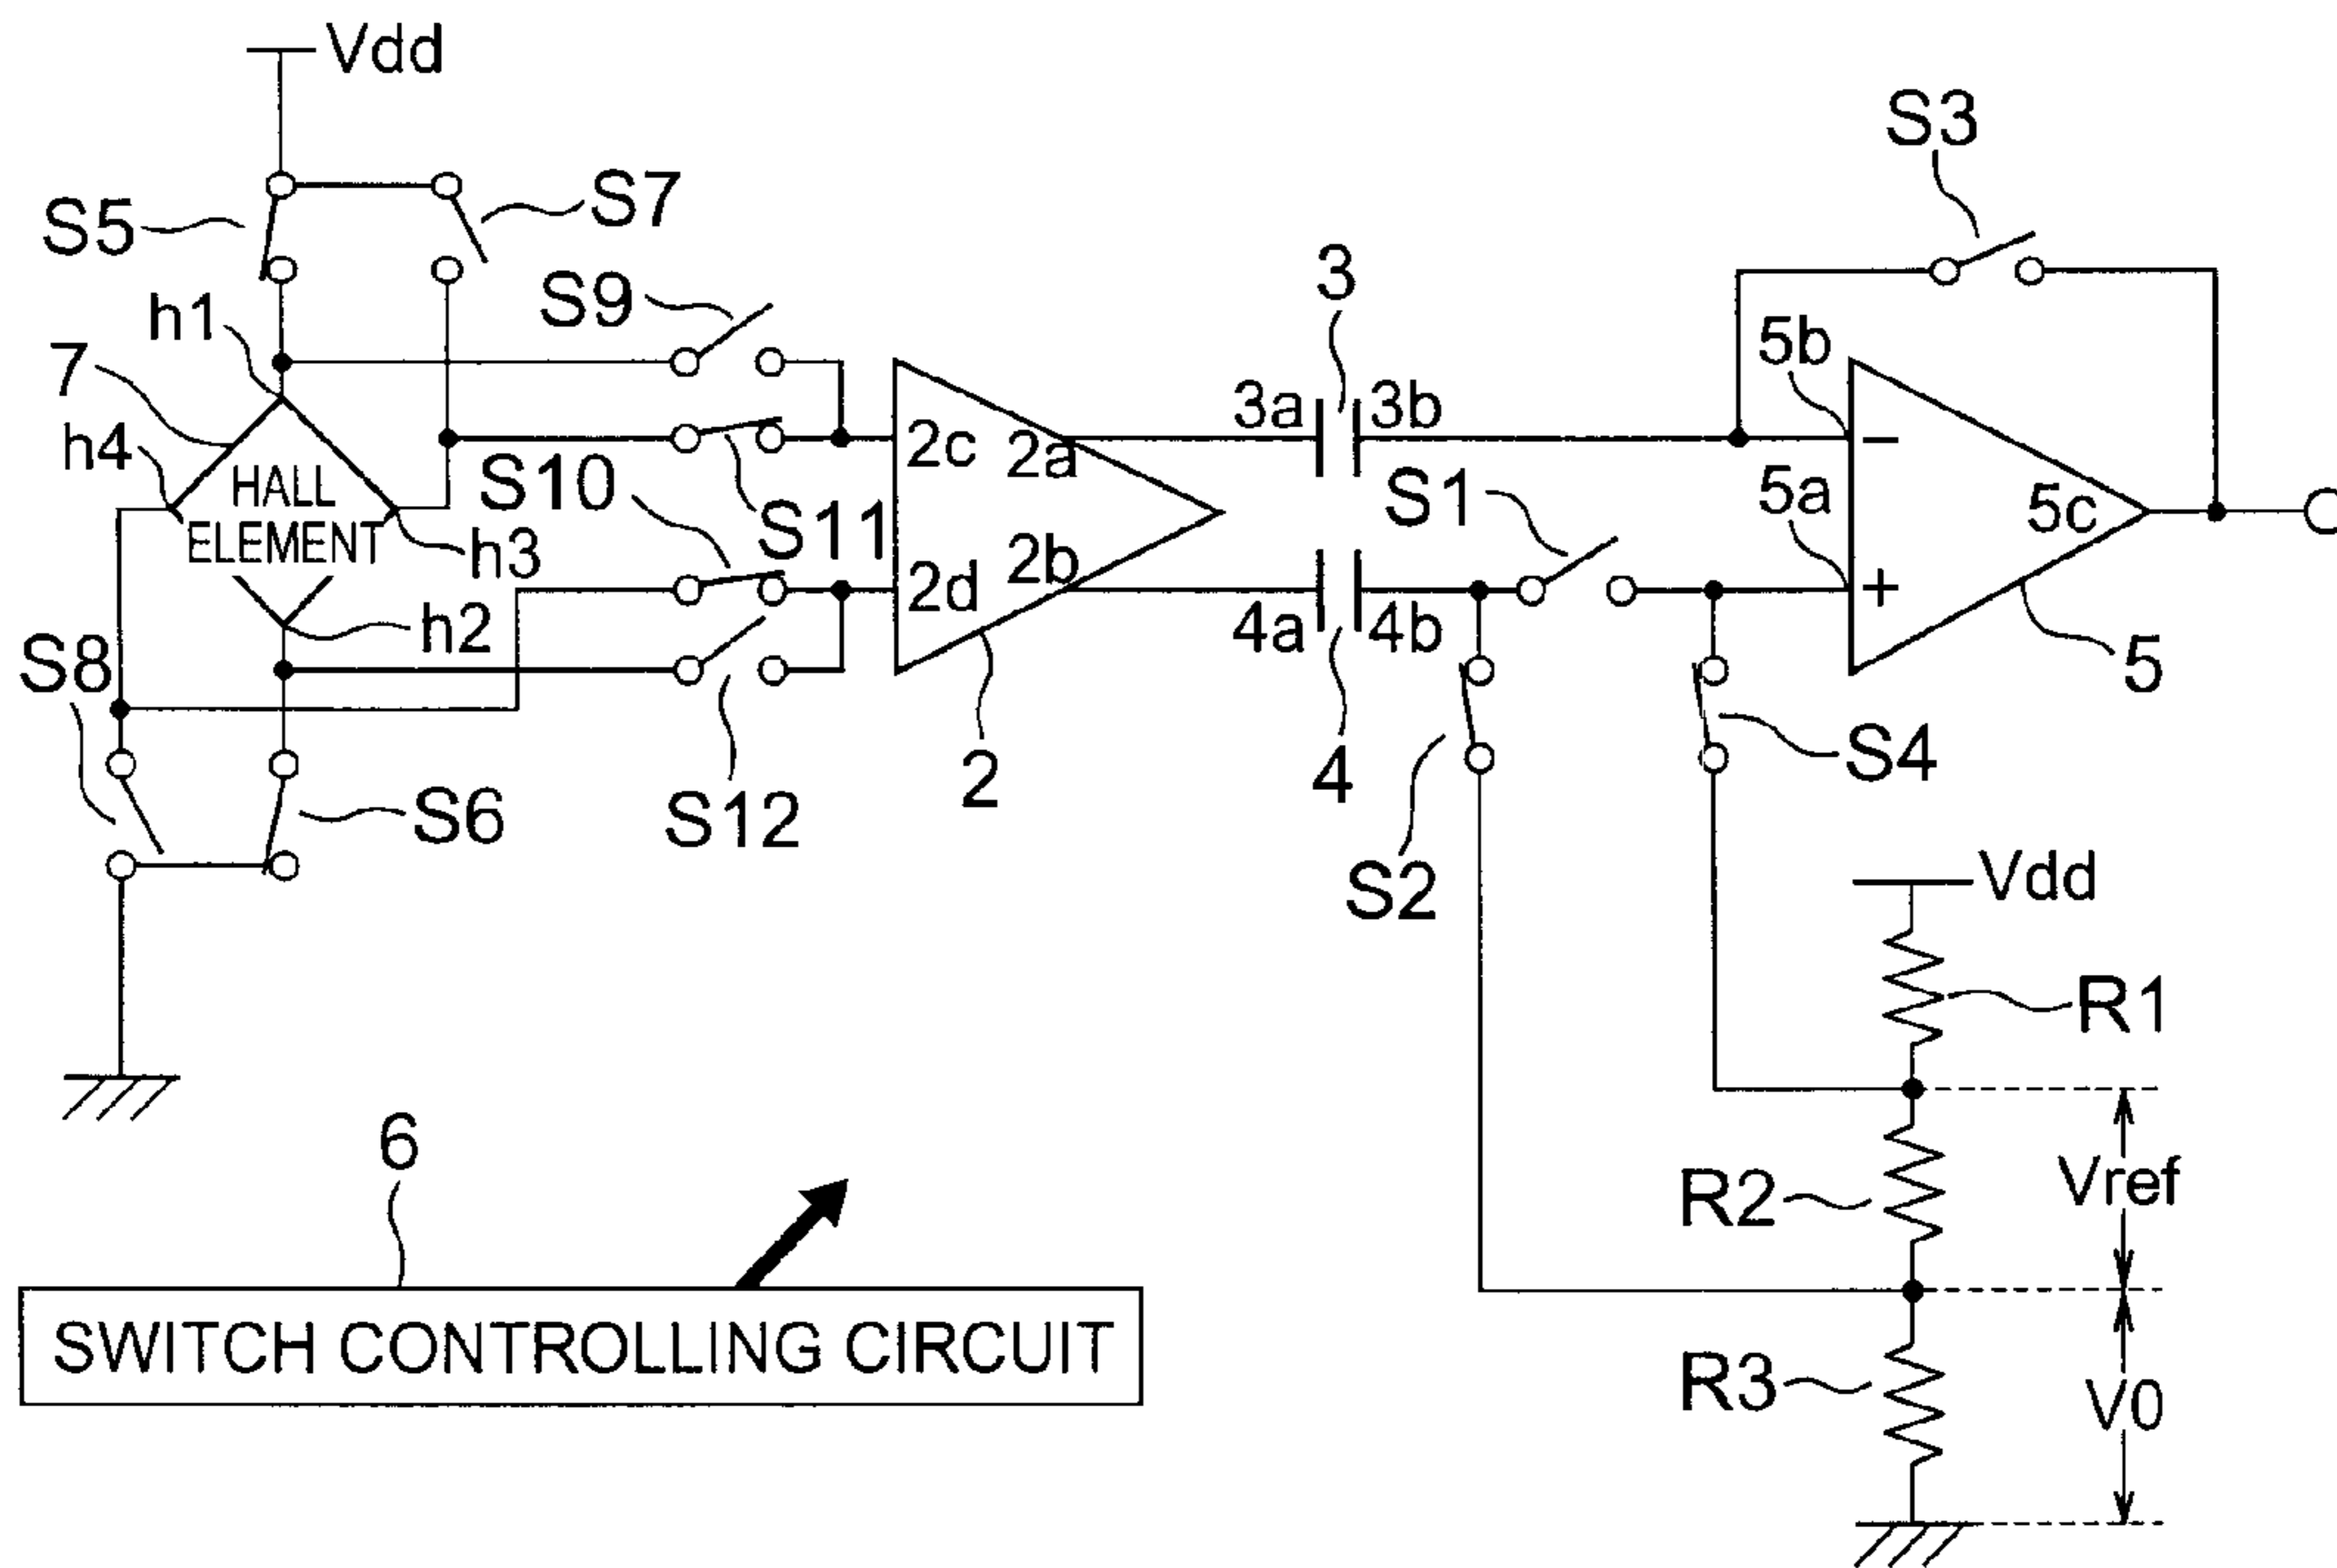 Vdd
S3
S7
S5
S9
3
h1
5b
7
3a
3b
h4
2c
2a
S10
S1
5a
HALL
ELEMENT
S11
5c
h3
2b
2d
h2
4a
4b
S8
5
S4
2
4
S6
S12
S2
Vdd
R1
6
Vref
R2
SWITCH CONTROLLING CIRCUIT
R3
V0
−
+